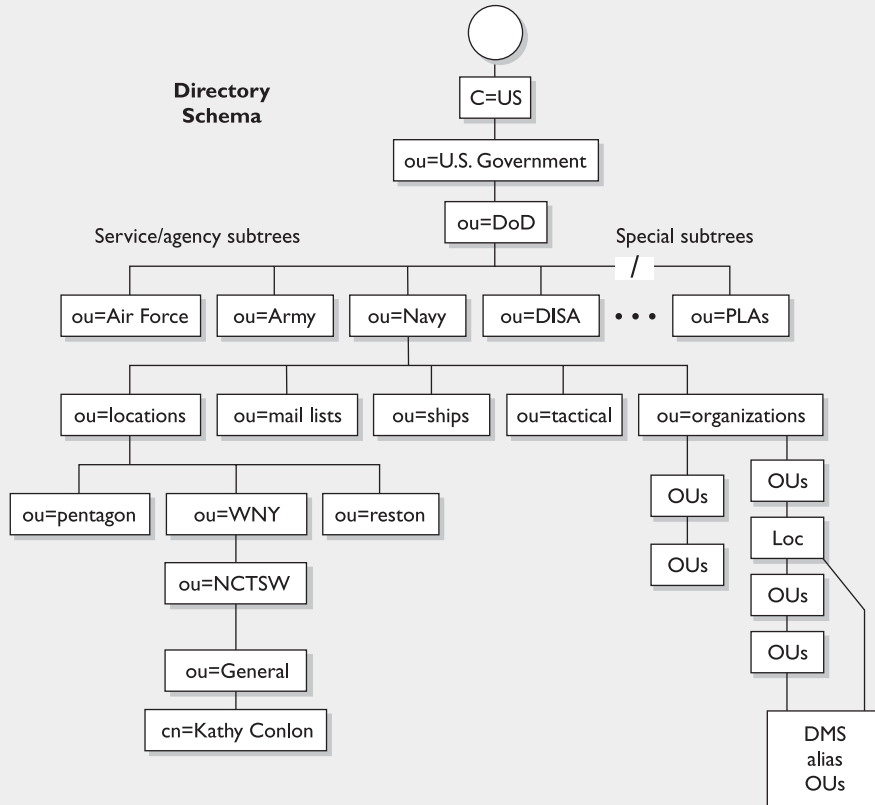 Directory
Schema
C=US
ou=U.S. Government
ou=DoD
Service/agency subtrees
Special subtrees
/
ou=Air Force
ou=Army
ou=Navy
ou=DISA
• • •
ou=PLAs
ou=locations
ou=mail lists
ou=ships
ou=tactical
ou=organizations
ou=pentagon
ou=WNY
ou=reston
OUs
OUs
OUs
Loc
OUs
OUs
ou=NCTSW
ou=General
cn=Kathy Conlon
DMS
alias
OUs